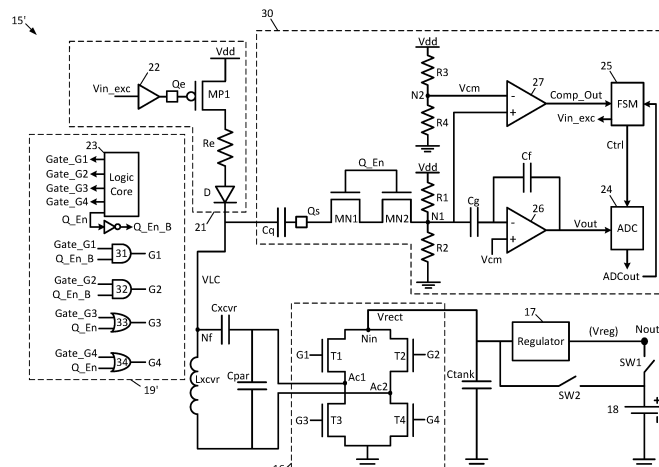 15'
30
22
Vdd
Vin_exc
Qe
MP1
Re
D
21
23
Gate_G1
Gate_G2
Gate_G3
Gate_G4
Logic
Core
Q_En
Q_En_B
Gate_G1
Q_En_B
31
G1
Gate_G2
Q_En_B
32
G2
Gate_G3
Q_En
33
G3
Gate_G4
Q_En
34
G4
19'
Vdd
R3
N2
Vcm
R4
27
Comp_Out
25
FSM
Vin_exc
Ctrl
Q_En
Vdd
R1
Cf
Cq
Qs
MN1
MN2
N1
Cg
26
R2
Vcm
Vout
24
ADC
ADCout
VLC
Cxcvr
Nf
Lxcvr
Cpar
Vrect
Nin
G1
T1
T2
G2
Ac1
Ac2
G3
T3
T4
G4
Ctank
17
Regulator
(Vreg)
Nout
SW1
SW2
18
+
-